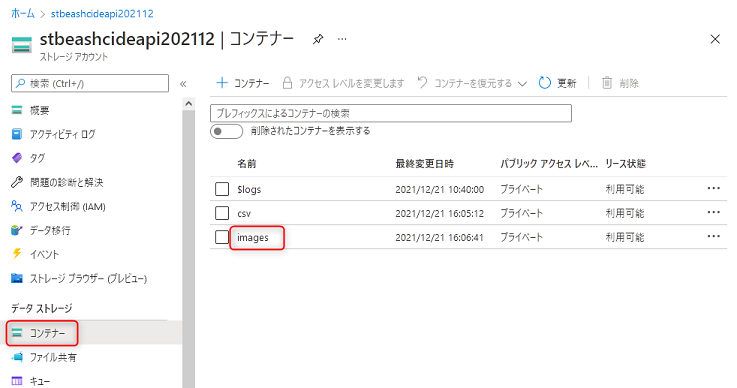 ホーム > stbeashcideapi202112
stbeashcideapi202112 | コンテナー ...
ストレージ アカウント
検索 (Ctrl+/) «
+ コンテナー アクセス レベルを変更します コンテナーを復元する 更新 削除
プレフィックスによるコンテナーの検索
削除されたコンテナーを表示する
概要
アクティビティ ログ
タグ
問題の診断と解決
アクセス制御 (IAM)
データ移行
イベント
ストレージ ブラウザー (プレビュー)
データ ストレージ
コンテナー
ファイル共有
キュー
名前 最終変更日時 パブリック アクセス レベ... リース状態
$logs 2021/12/21 10:40:00 プライベート 利用可能 ...
csv 2021/12/21 16:05:12 プライベート 利用可能 ...
images 2021/12/21 16:06:41 プライベート 利用可能 ...